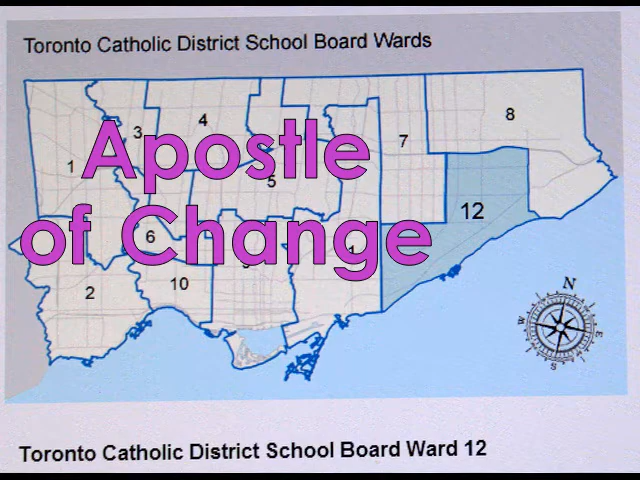 Toronto Catholic District School Board Wards
8
4
3
7
Apostle
1
5
12
of Change
6
10
2
N
W
E
S
Toronto Catholic District School Board Ward 12